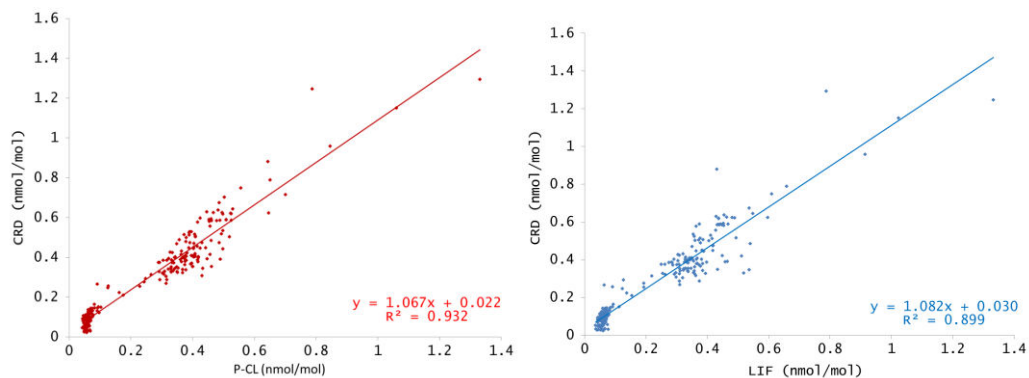 1.6
1.4
1.2
1
0.8
0.6
0.4
0.2
0
CRD (nmol/mol)
y = 1.067x + 0.022
R² = 0.932
0 0.2 0.4 0.6 0.8 1 1.2 1.4
P-CL (nmol/mol)
1.6
1.4
1.2
1
0.8
0.6
0.4
0.2
0
CRD (nmol/mol)
y = 1.082x + 0.030
R² = 0.899
0 0.2 0.4 0.6 0.8 1 1.2 1.4
LIF (nmol/mol)